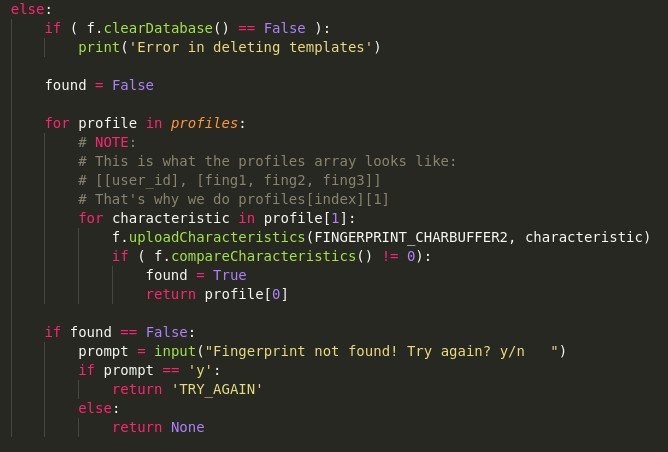 else:
    if ( f.clearDatabase() == False ):
        print('Error in deleting templates')

    found = False

    for profile in profiles:
        # NOTE:
        # This is what the profiles array looks like:
        # [[user_id], [fing1, fing2, fing3]]
        # That's why we do profiles[index][1]
        for characteristic in profile[1]:
            f.uploadCharacteristics(FINGERPRINT_CHARBUFFER2, characteristic)
            if ( f.compareCharacteristics() != 0):
                found = True
                return profile[0]

    if found == False:
        prompt = input("Fingerprint not found! Try again? y/n   ")
        if prompt == 'y':
            return 'TRY_AGAIN'
        else:
            return None